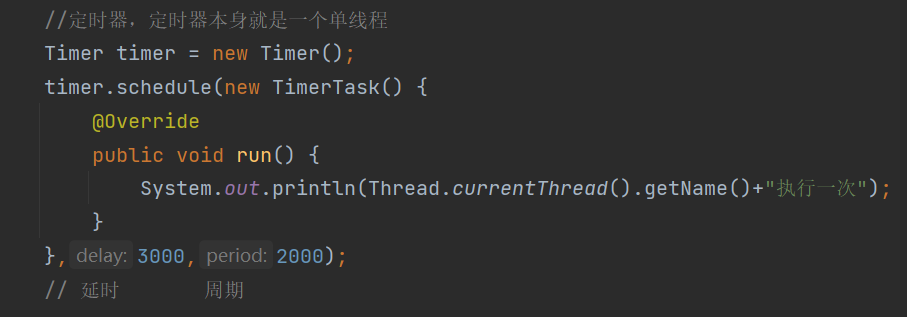 //定时器，定时器本身就是一个单线程
Timer timer = new Timer();
timer.schedule(new TimerTask() {
@Override
public void run() {
System.out.println(Thread.currentThread().getName()+"执行一次");
}
},delay:3000,period:2000);
// 延时 周期